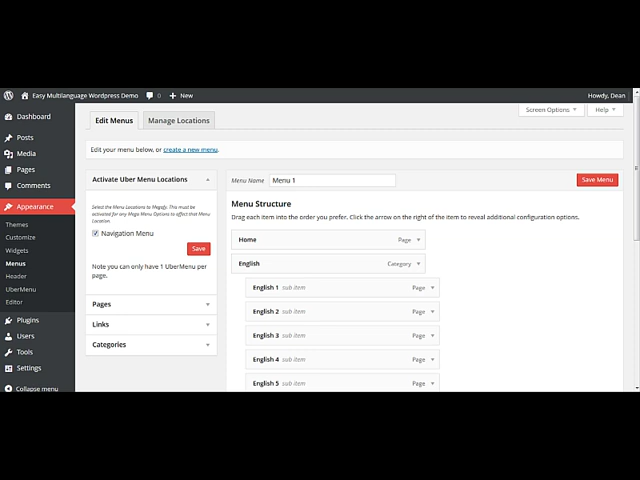 Easy Multilanguage Wordpress Demo 0 New Howdy, Dean
Screen Options Help
Dashboard
Posts
Media
Pages
Comments
Appearance
Themes
Customize
Widgets
Menus
Header
UberMenu
Editor
Plugins
Users
Tools
Settings
Collapse menu
Edit Menus Manage Locations
Edit your menu below, or create a new menu.
Activate Uber Menu Locations
Select the Menu Locations to Megafy. This must be
activated for any Mega Menu Options to affect that Menu
Location.
Navigation Menu
Save
Note you can only have 1 UberMenu per
page.
Pages
Links
Categories
Menu Name Menu 1 Save Menu
Menu Structure
Drag each item into the order you prefer. Click the arrow on the right of the item to reveal additional configuration options.
Home Page
English Category
English 1 sub item Page
English 2 sub item Page
English 3 sub item Page
English 4 sub item Page
English 5 sub item Page